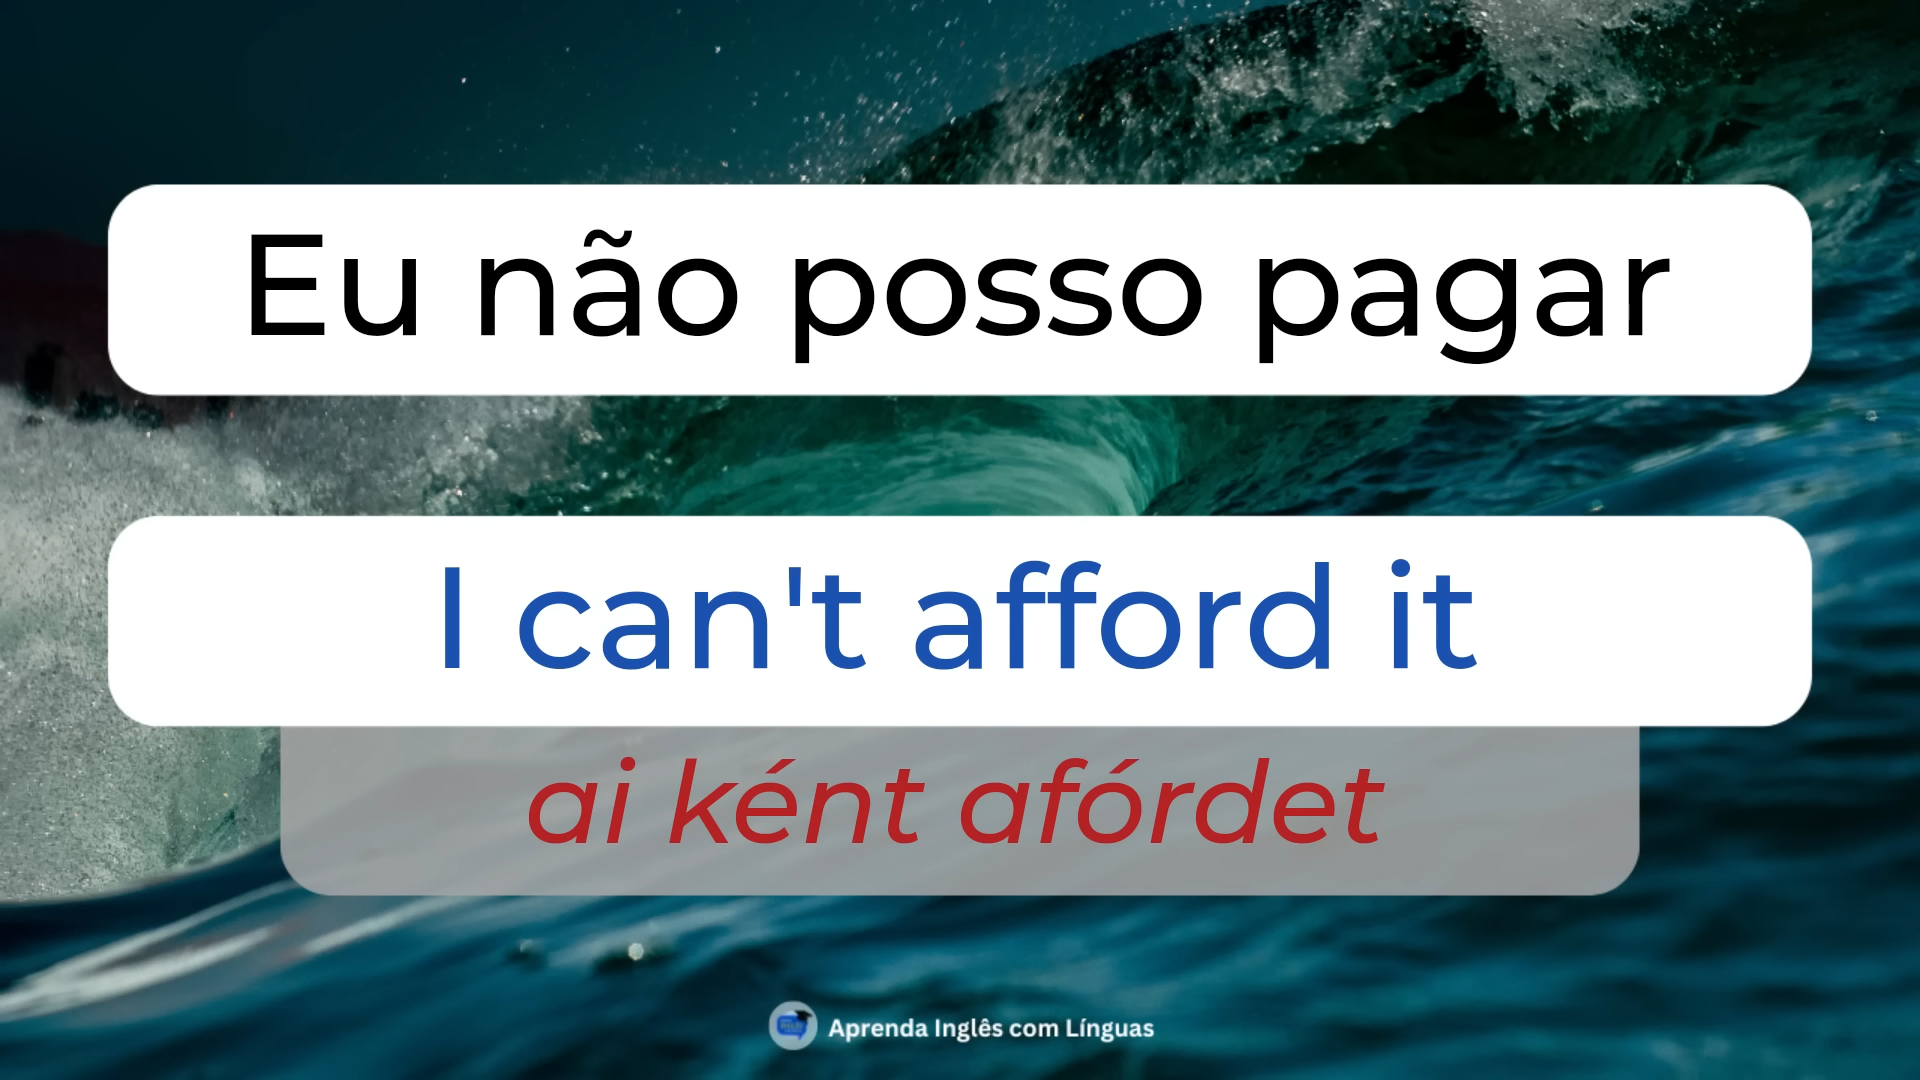 Eu não posso pagar
I can't afford it
ai ként afórdet
Aprenda Inglês com Línguas